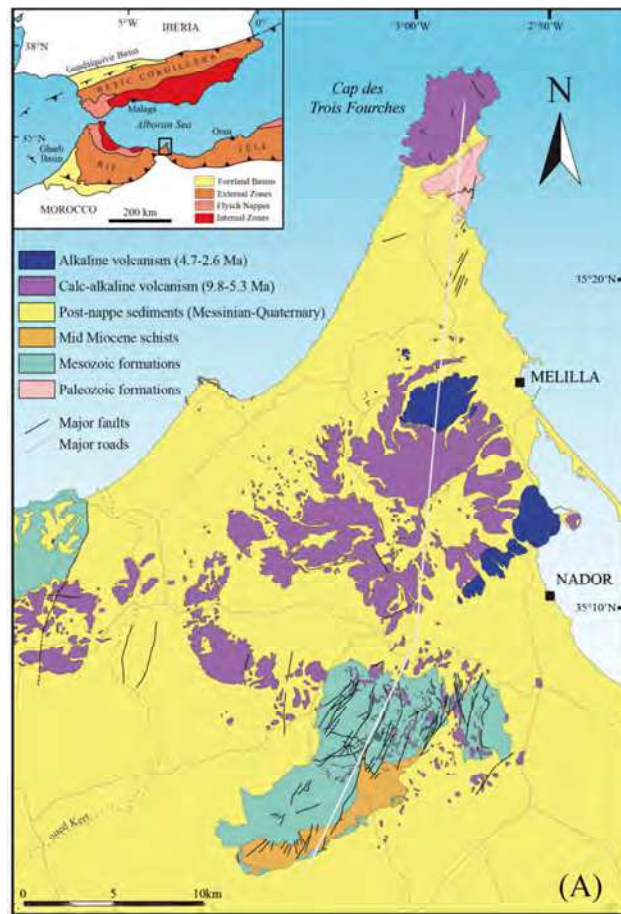 5°W
0°
IBERIA
38°N
Guadalquivir Basin
BETIC CORDILLERA
Malaga
Alboran Sea
Oran
35°N
Gharb
Basin
RIF
TELL
MOROCCO
200 km
Foreland Basins
External Zones
Flysch Nappes
Internal Zones
3°00'
2°50'
Cap des
Trois Fourches
N
Alkaline volcanism (4.7-2.6 Ma)
Calc-alkaline volcanism (9.8-5.3 Ma)
Post-nappe sediments (Messinian-Quaternary)
Mid Miocene schists
Mesozoic formations
Paleozoic formations
Major faults
Major roads
35°20'N
MELILLA
NADOR
35°10'N
oued Kert
0 5 10km
(A)